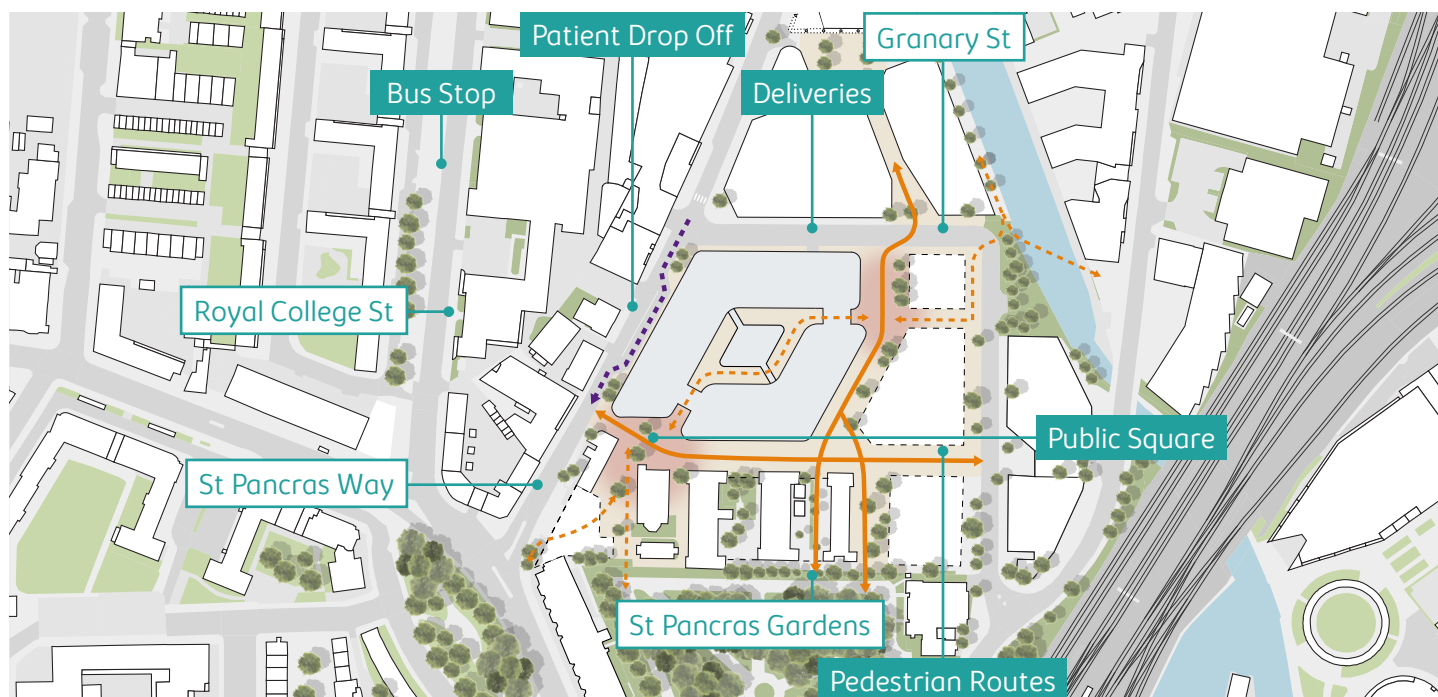 Patient Drop Off
Granary St
Bus Stop
Deliveries
Royal College St
Public Square
St Pancras Way
St Pancras Gardens
Pedestrian Routes